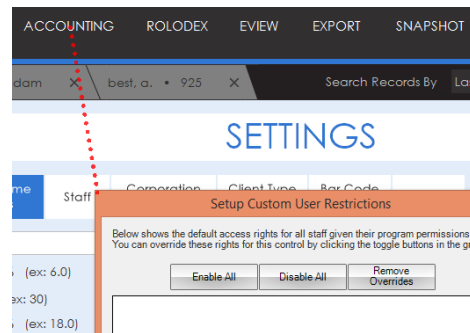 ACCOUNTING ROLODEX EVIEW EXPORT SNAPSHOT
dam X best, a. • 925 X Search Records By
SETTINGS
Staff Corporation Client Type Bar Code
Setup Custom User Restrictions
Below shows the default access rights for all staff given their program permissions
You can override these rights for this control by clicking the toggle buttons in the
Enable All Disable All Remove
Overrides
(ex: 6.0)
ex: 30)
(ex: 18.0)